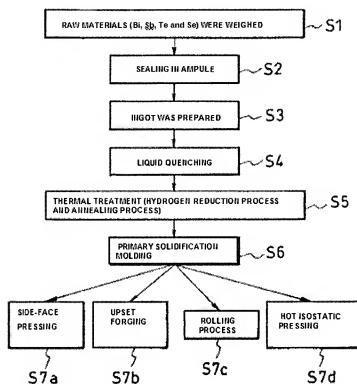 RAW MATERIALS (Bi, Sb, Te and Se) WERE WEIGHED
S1
SEALING IN AMPULE
S2
INGOT WAS PREPARED
S3
LIQUID QUENCHING
S4
THERMAL TREATMENT (HYDROGEN REDUCTION PROCESS
AND ANNEALING PROCESS)
S5
PRIMARY SOLIDIFICATION
MOLDING
S6
SIDE-FACE
PRESSING
S7a
UPSET
FORGING
S7b
ROLLING
PROCESS
S7c
HOT ISOSTATIC
PRESSING
S7d